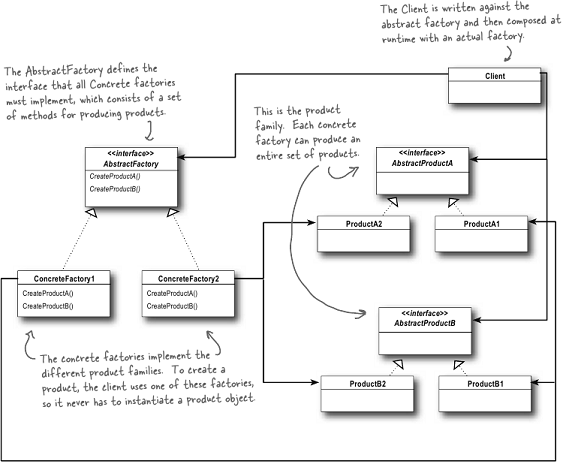 The Client is written against the
abstract factory and then composed at
runtime with an actual factory.
Client
The AbstractFactory defines the
interface that all Concrete factories
must implement, which consists of a set
of methods for producing products.
This is the product
family. Each concrete
factory can produce an
entire set of products.
<<interface>>
AbstractFactory
CreateProductA()
CreateProductB()
<<interface>>
AbstractProductA
ProductA2
ProductA1
ConcreteFactory1
CreateProductA()
CreateProductB()
ConcreteFactory2
CreateProductA()
CreateProductB()
<<interface>>
AbstractProductB
ProductB2
ProductB1
The concrete factories implement the
different product families. To create a
product, the client uses one of these factories,
so it never has to instantiate a product object.